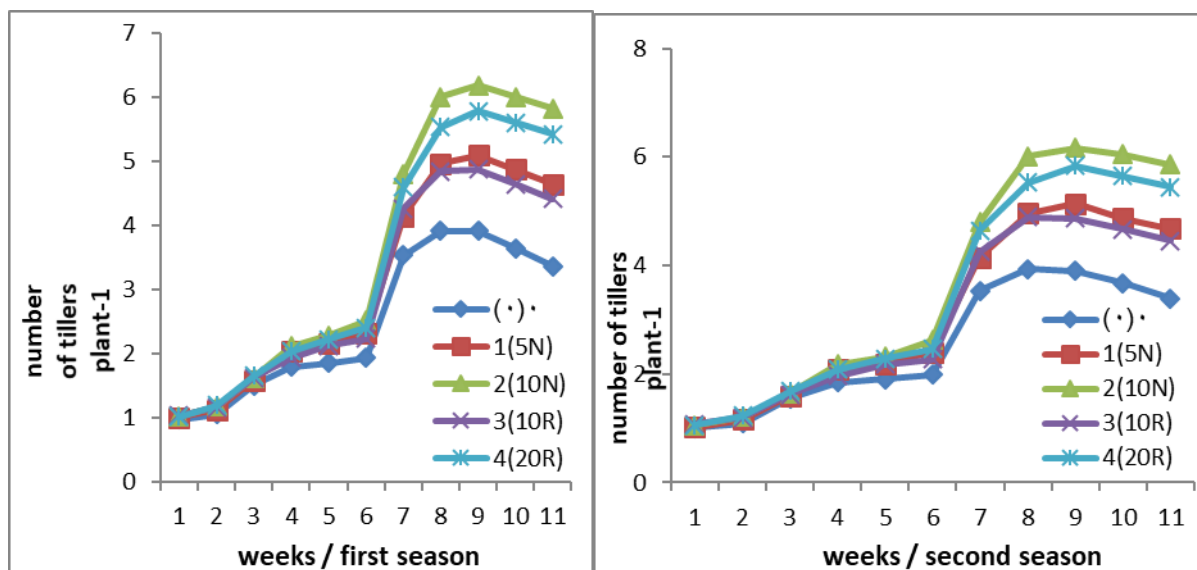 7
6
5
4
3
2
1
0
number
of tillers
plant-1
(٠)٠
1(5N)
2(10N)
3(10R)
4(20R)
1 2 3 4 5 6 7 8 9 10 11
weeks / first season
8
6
4
2
0
number of tillers
plant-1
(٠)٠
1(5N)
2(10N)
3(10R)
4(20R)
1 2 3 4 5 6 7 8 9 10 11
weeks / second season